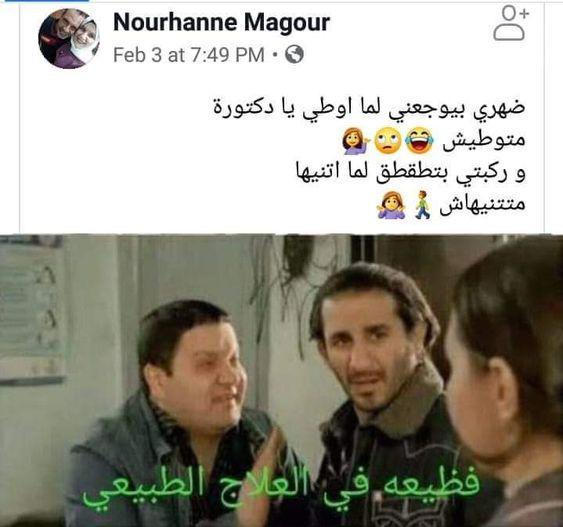 Nourhanne Magour
Feb 3 at 7:49 PM •
ضهري بيوجعني لما اوطي يا دكتورة
متوطيش 😂🙄💁‍♀️
و ركبتي بتطقطق لما اتنيها
متتنيهاش 🚶‍♂️🤷‍♀️
فظيعه في العلاج الطبيعي